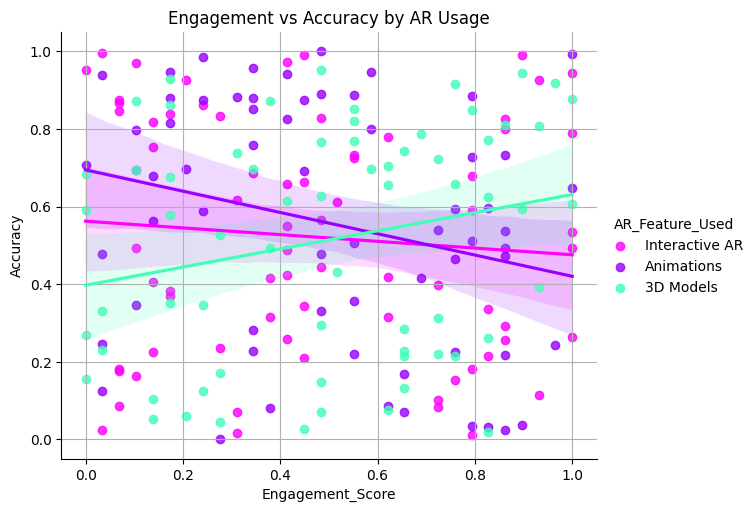 Engagement vs Accuracy by AR Usage
1.0
0.8
0.6
0.4
0.2
0.0
Accuracy
0.0 0.2 0.4 0.6 0.8 1.0
Engagement_Score
AR_Feature_Used
Interactive AR
Animations
3D Models